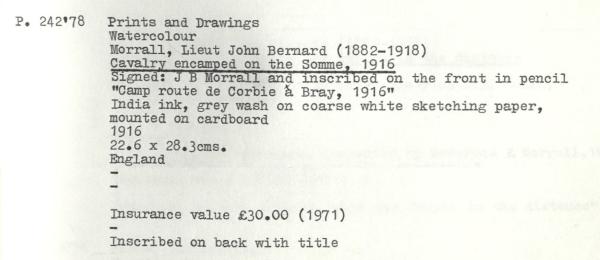 P. 242'78 Prints and Drawings
Watercolour
Morrall, Lieut John Bernard (1882-1918)
Cavalry encamped on the Somme, 1916
Signed: J B Morrall and inscribed on the front in pencil
"Camp route de Corbie à Bray, 1916"
India ink, grey wash on coarse white sketching paper,
mounted on cardboard
1916
22.6 x 28.3cms.
England
-
-
Insurance value £30.00 (1971)
-
Inscribed on back with title